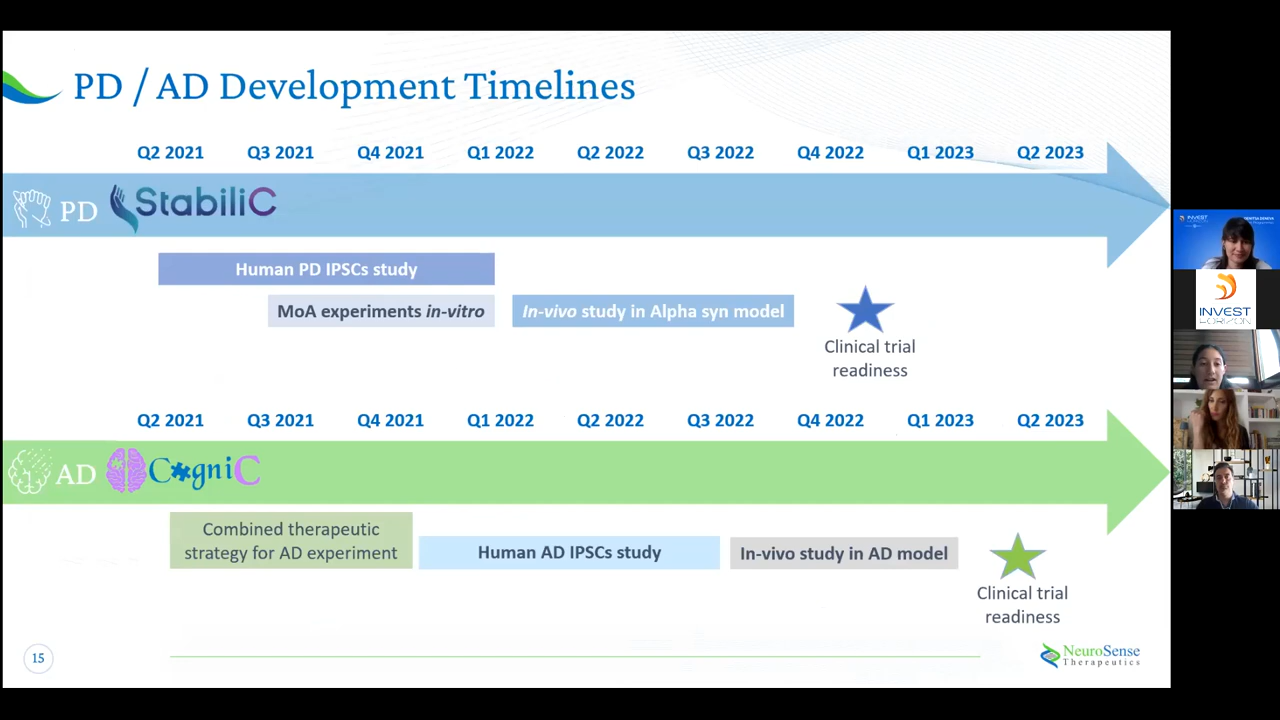 PD / AD Development Timelines
Q2 2021 Q3 2021 Q4 2021 Q1 2022 Q2 2022 Q3 2022 Q4 2022 Q1 2023 Q2 2023
PD StabiliC
Human PD IPSCs study
MoA experiments in-vitro
In-vivo study in Alpha syn model
Clinical trial
readiness
Q2 2021 Q3 2021 Q4 2021 Q1 2022 Q2 2022 Q3 2022 Q4 2022 Q1 2023 Q2 2023
AD CogniC
Combined therapeutic
strategy for AD experiment
Human AD IPSCs study
In-vivo study in AD model
Clinical trial
readiness
15
NeuroSense
Therapeutics
INVEST
INVEST
HORIZON